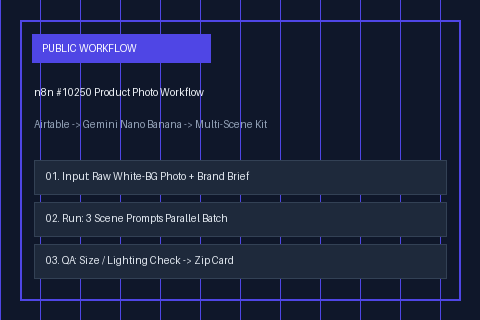 PUBLIC WORKFLOW
n8n #10250 Product Photo Workflow
Airtable -> Gemini Nano Banana -> Multi-Scene Kit
01. Input: Raw White-BG Photo + Brand Brief
02. Run: 3 Scene Prompts Parallel Batch
03. QA: Size / Lighting Check -> Zip Card